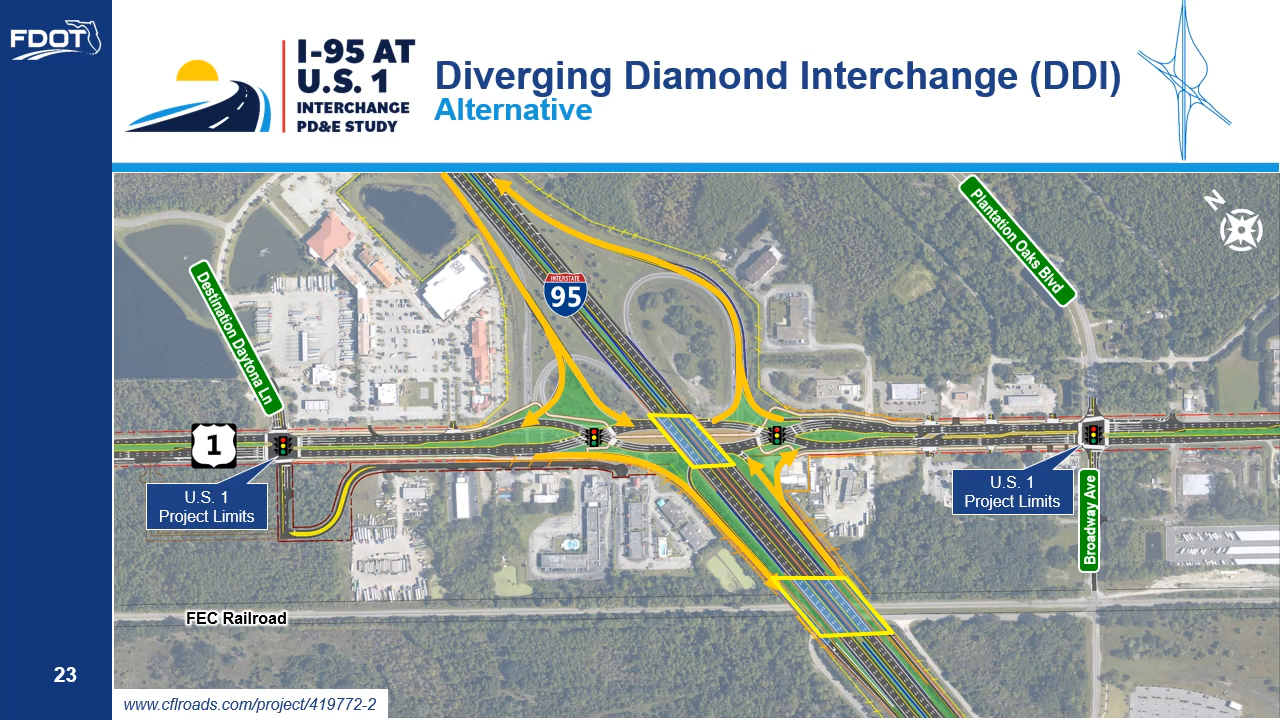 FDOT
I-95 AT
U.S. 1
INTERCHANGE
PD&E STUDY
Diverging Diamond Interchange (DDI)
Alternative
N
Plantation Oaks Blvd
Destination Daytona Ln
INTERSTATE
95
1
U.S. 1
Project Limits
U.S. 1
Project Limits
Broadway Ave
FEC Railroad
23
www.cflroads.com/project/419772-2